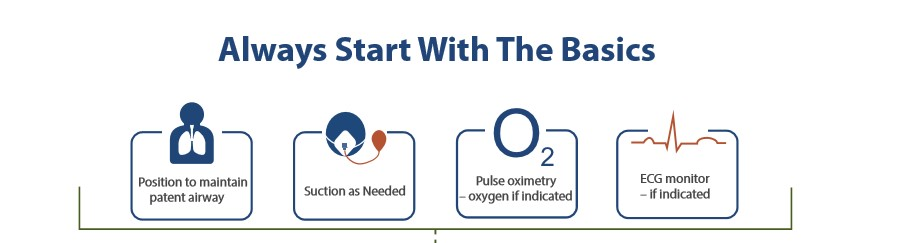 Always Start With The Basics
Position to maintain
patent airway
Suction as Needed
O2
Pulse oximetry
– oxygen if indicated
ECG monitor
– if indicated